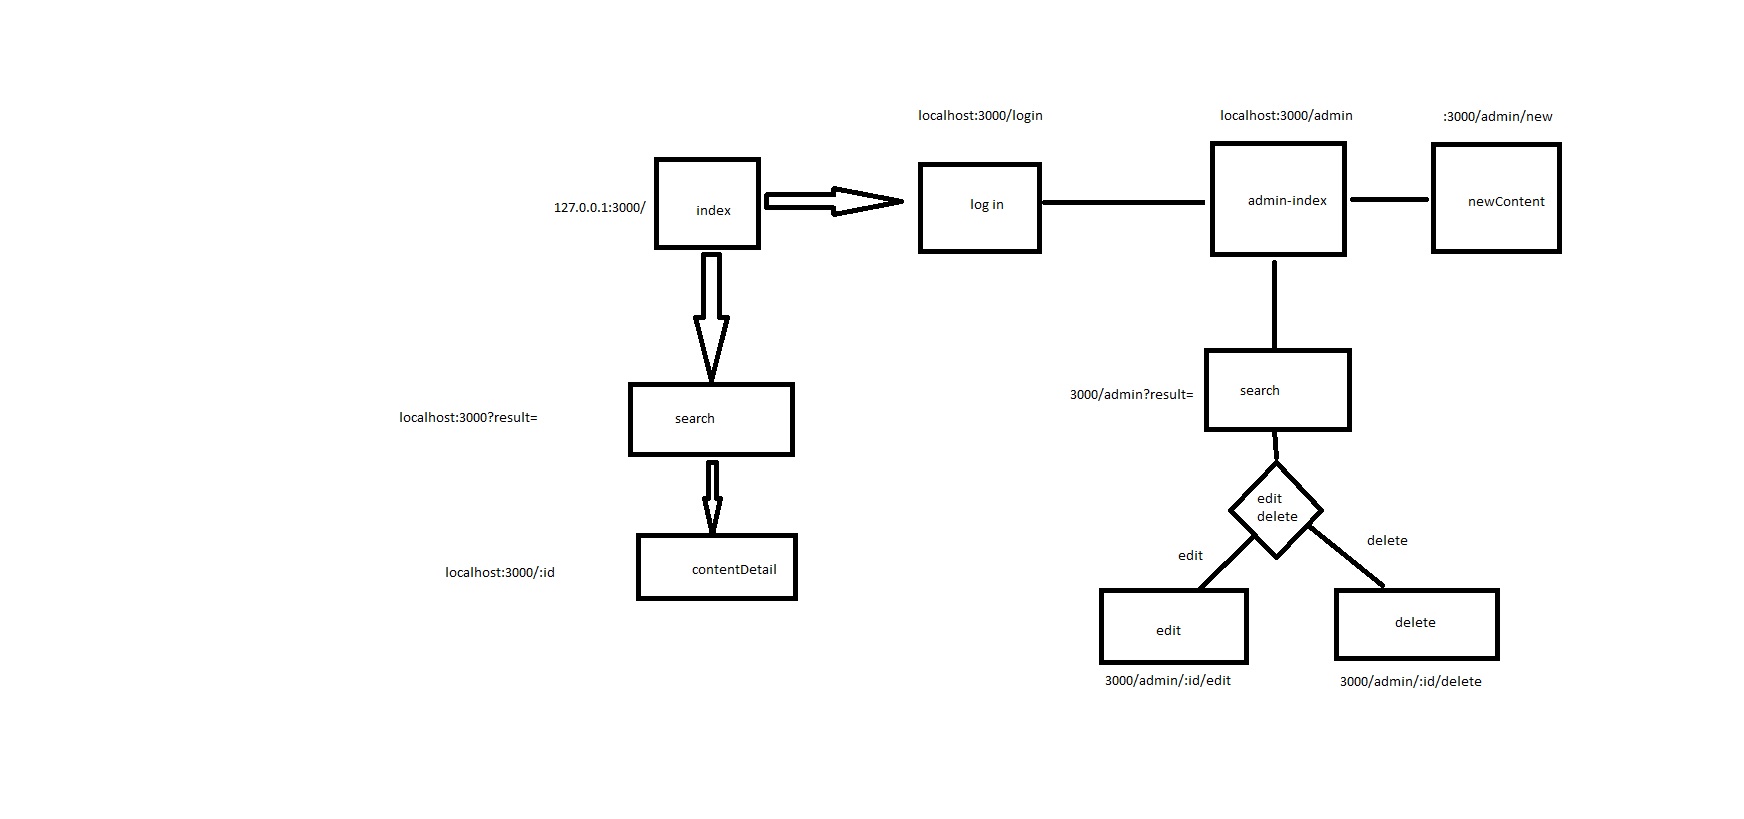 localhost:3000/login
localhost:3000/admin
:3000/admin/new
127.0.0.1:3000/
index
log in
admin-index
newContent
localhost:3000?result=
search
3000/admin?result=
search
edit
delete
edit
delete
localhost:3000/:id
contentDetail
edit
delete
3000/admin/:id/edit
3000/admin/:id/delete